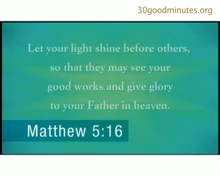 30goodminutes.org
Let your light shine before others,
so that they may see your
good works and give glory
to your Father in heaven.
Matthew 5:16